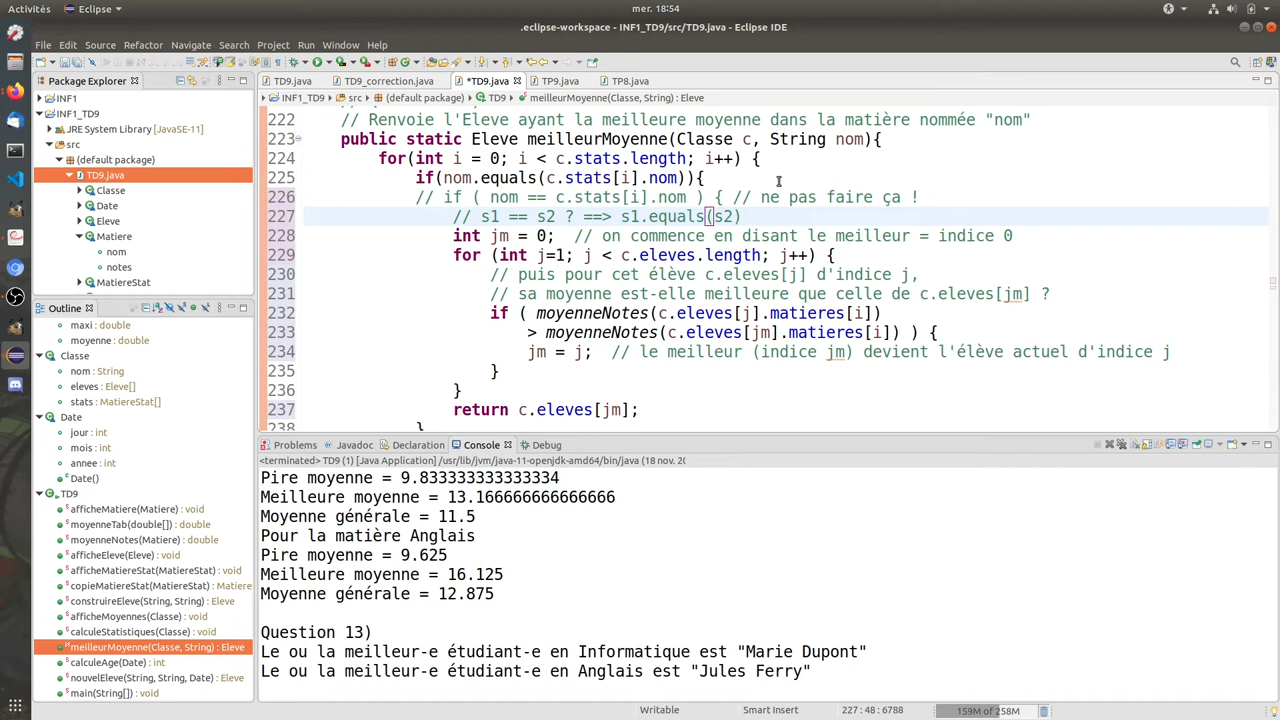 Activités
Eclipse
mer. 18:54
.eclipse-workspace - INF1_TD9/src/TD9.java - Eclipse IDE
File Edit Source Refactor Navigate Search Project Run Window Help
Package Explorer
INF1
INF1_TD9
JRE System Library [JavaSE-11]
src
(default package)
TD9.java
Classe
Date
Eleve
Matiere
nom
notes
MatiereStat
Outline
maxi : double
moyenne : double
Classe
nom : String
eleves : Eleve[]
stats : MatiereStat[]
Date
jour : int
mois : int
annee : int
Date()
TD9
afficheMatiere(Matiere) : void
moyenneTab(double[]) : double
moyenneNotes(Matiere) : double
afficheEleve(Eleve) : void
afficheMatiereStat(MatiereStat) : void
copieMatiereStat(MatiereStat) : Matiere
construireEleve(String, String) : Eleve
afficheMoyennes(Classe) : void
calculeStatistiques(Classe) : void
meilleurMoyenne(Classe, String) : Eleve
calculeAge(Date) : int
nouvelEleve(String, String, Date) : Eleve
main(String[]) : void
TD9.java TD9_correction.java *TD9.java TP9.java TP8.java
INF1_TD9 src (default package) TD9 meilleurMoyenne(Classe, String) : Eleve
222 // Renvoie l'Eleve ayant la meilleure moyenne dans la matière nommée "nom"
223 public static Eleve meilleurMoyenne(Classe c, String nom){
224 for(int i = 0; i < c.stats.length; i++) {
225 if(nom.equals(c.stats[i].nom)){
226 // if ( nom == c.stats[i].nom ) { // ne pas faire ça !
227 // s1 == s2 ? ==> s1.equals(s2)
228 int jm = 0; // on commence en disant le meilleur = indice 0
229 for (int j=1; j < c.eleves.length; j++) {
230 // puis pour cet élève c.eleves[j] d'indice j,
231 // sa moyenne est-elle meilleure que celle de c.eleves[jm] ?
232 if ( moyenneNotes(c.eleves[j].matieres[i])
233 > moyenneNotes(c.eleves[jm].matieres[i]) ) {
234 jm = j; // le meilleur (indice jm) devient l'élève actuel d'indice j
235 }
236 }
237 return c.eleves[jm];
238 }
Problems Javadoc Declaration Console Debug
<terminated> TD9 (1) [Java Application] /usr/lib/jvm/java-11-openjdk-amd64/bin/java (18 nov. 20
Pire moyenne = 9.833333333333334
Meilleure moyenne = 13.166666666666666
Moyenne générale = 11.5
Pour la matière Anglais
Pire moyenne = 9.625
Meilleure moyenne = 16.125
Moyenne générale = 12.875
Question 13)
Le ou la meilleur-e étudiant-e en Informatique est "Marie Dupont"
Le ou la meilleur-e étudiant-e en Anglais est "Jules Ferry"
Writable
Smart Insert
227 : 48 : 6788
159M of 258M